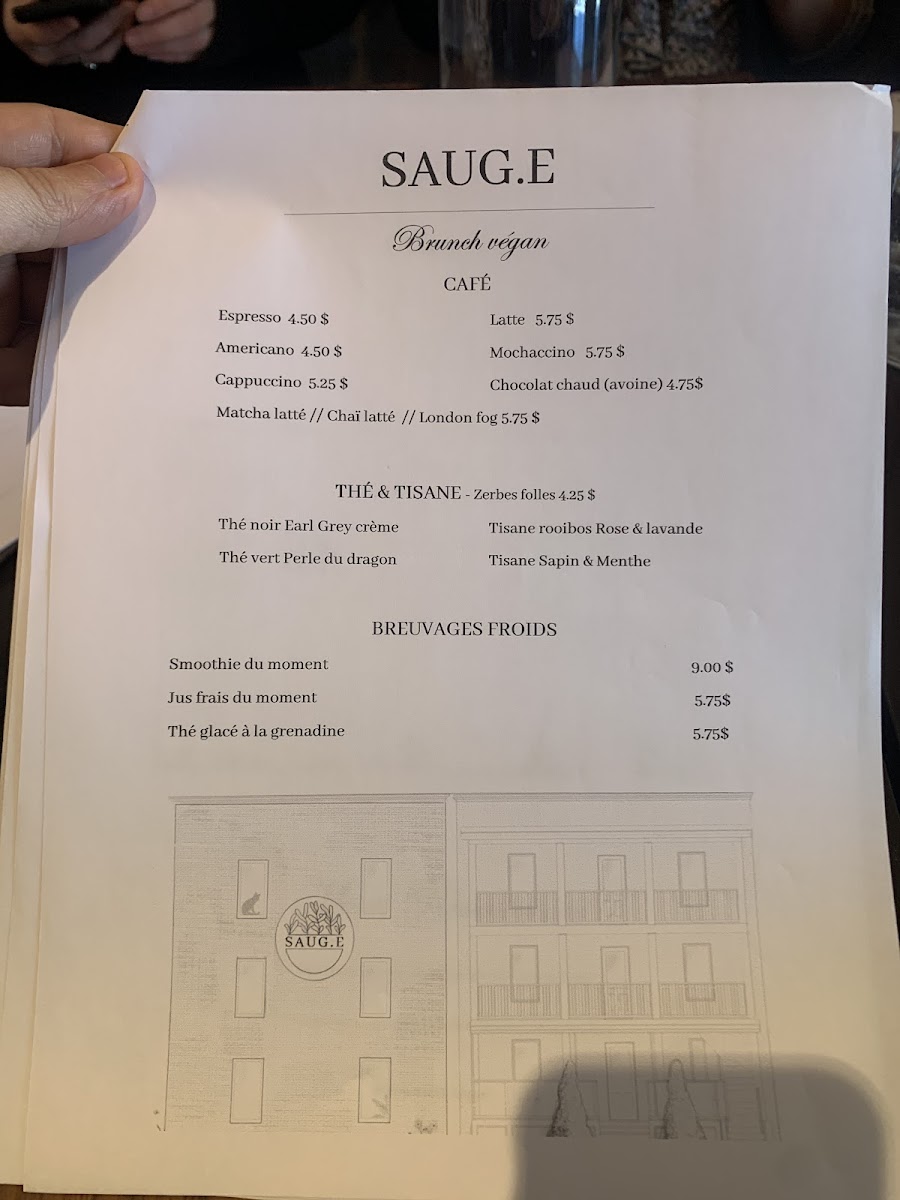 SAUG.E
Brunch végan
CAFÉ
Espresso 4.50 $
Latte 5.75 $
Americano 4.50 $
Mochaccino 5.75 $
Cappuccino 5.25 $
Chocolat chaud (avoine) 4.75$
Matcha latté // Chaï latté // London fog 5.75 $
THÉ & TISANE - Zerbes folles 4.25 $
Thé noir Earl Grey crème
Tisane rooibos Rose & lavande
Thé vert Perle du dragon
Tisane Sapin & Menthe
BREUVAGES FROIDS
Smoothie du moment 9.00 $
Jus frais du moment 5.75$
Thé glacé à la grenadine 5.75$
SAUG.E